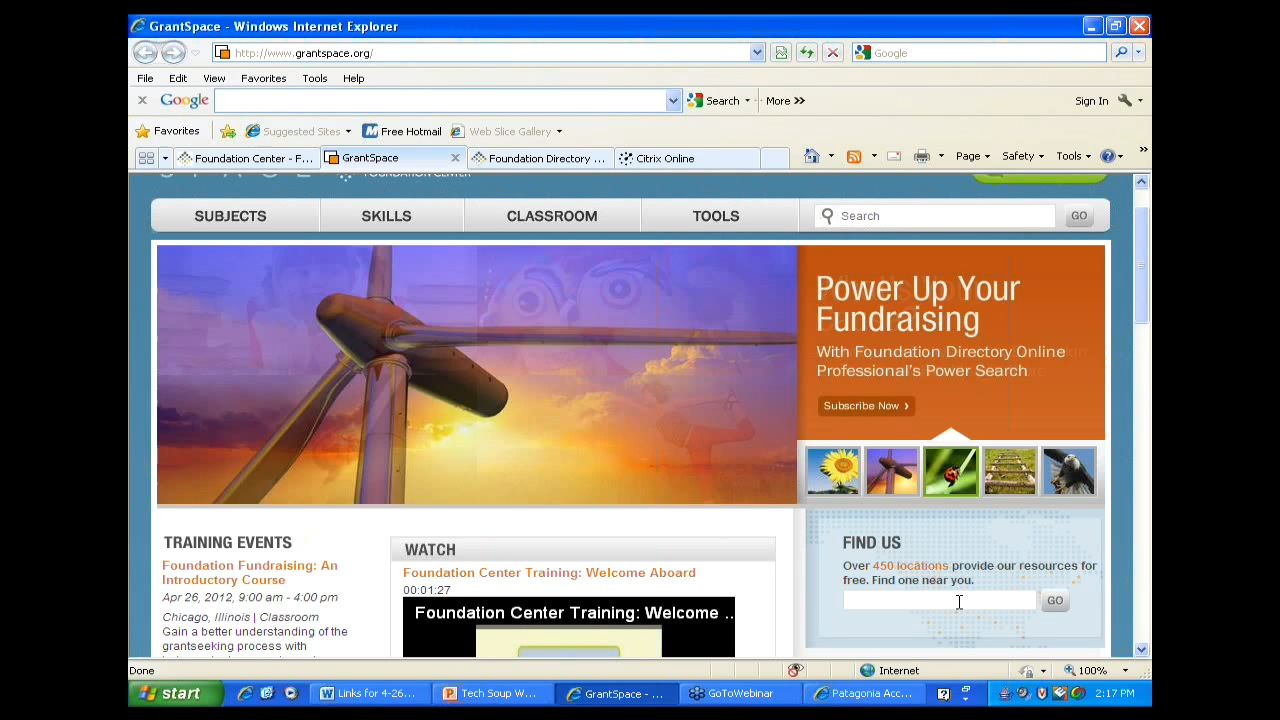 GrantSpace - Windows Internet Explorer
http://www.grantspace.org/
Google
File Edit View Favorites Tools Help
Google Search More >> Sign In
Favorites Suggested Sites Free Hotmail Web Slice Gallery
Foundation Center - F... GrantSpace Foundation Directory ... Citrix Online Page Safety Tools
SUBJECTS SKILLS CLASSROOM TOOLS Search GO
Power Up Your
Fundraising
With Foundation Directory Online
Professional's Power Search
Subscribe Now
TRAINING EVENTS
Foundation Fundraising: An
Introductory Course
Apr 26, 2012, 9:00 am - 4:00 pm
Chicago, Illinois | Classroom
Gain a better understanding of the
grantseeking process with
WATCH
Foundation Center Training: Welcome Aboard
00:01:27
Foundation Center Training: Welcome ...
FIND US
Over 450 locations provide our resources for
free. Find one near you.
GO
Done Internet 100%
start Links for 4-26... Tech Soup W... GrantSpace - ... GoToWebinar Patagonia Acc... 2:17 PM